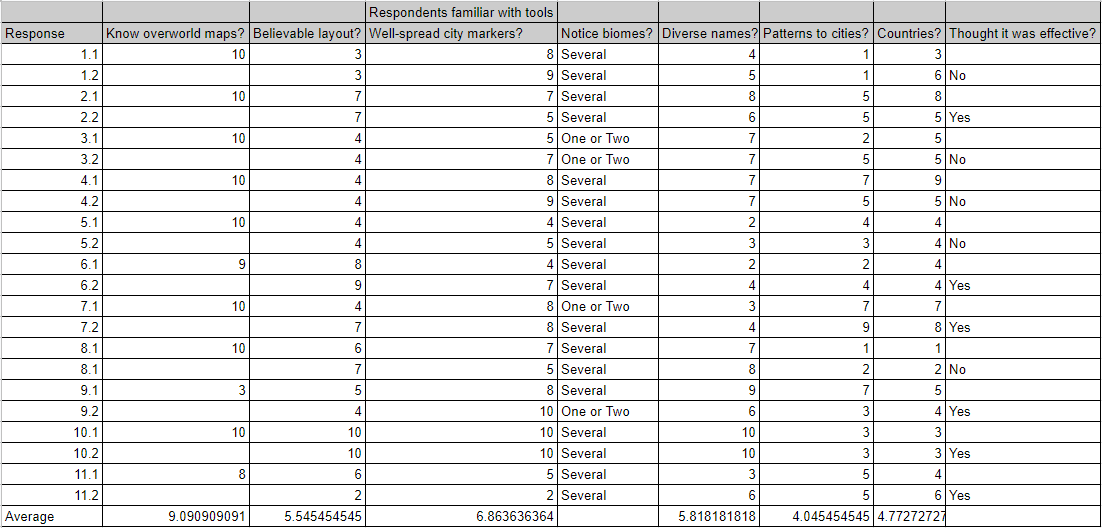 Respondents familiar with tools
Response Know overworld maps? Believable layout? Well-spread city markers? Notice biomes? Diverse names? Patterns to cities? Countries? Thought it was effective?
1.1 10 3 8 Several 4 1 3
1.2 3 9 Several 5 1 6 No
2.1 10 7 7 Several 8 5 8
2.2 7 5 Several 6 5 5 Yes
3.1 10 4 5 One or Two 7 2 5
3.2 4 7 One or Two 7 5 5 No
4.1 10 4 8 Several 7 7 9
4.2 4 9 Several 7 5 5 No
5.1 10 4 4 Several 2 4 4
5.2 4 5 Several 3 3 4 No
6.1 9 8 4 Several 2 2 4
6.2 9 7 Several 4 4 4 Yes
7.1 10 4 8 One or Two 3 7 7
7.2 7 8 Several 4 9 8 Yes
8.1 10 6 7 Several 7 1 1
8.1 7 5 Several 8 2 2 No
9.1 3 5 8 Several 9 7 5
9.2 4 10 One or Two 6 3 4 Yes
10.1 10 10 10 Several 10 3 3
10.2 10 10 Several 10 3 3 Yes
11.1 8 6 5 Several 3 5 4
11.2 2 2 Several 6 5 6 Yes
Average 9.090909091 5.545454545 6.863636364 5.818181818 4.045454545 4.77272727